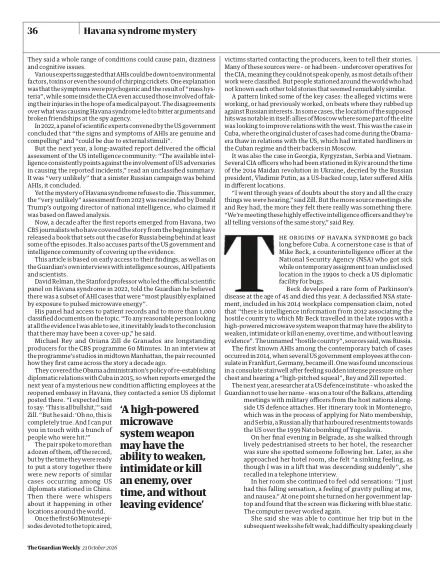 36
Havana syndrome mystery
They said a whole range of conditions could cause pain, dizziness
and cognitive issues.
Various experts suggested that AHIs could be down to environmental
factors, toxins or even the sound of chirping crickets. One explanation
was that the symptoms were psychogenic and the result of "mass hys-
teria", while some inside the CIA even accused those involved of fak-
ing their injuries in the hope of a medical payout. The disagreements
over what was causing Havana syndrome led to bitter arguments and
broken friendships at the spy agency.
In 2022, a panel of scientific experts convened by the US government
concluded that "the signs and symptoms of AHIs are genuine and
compelling" and "could be due to external stimuli".
But the next year, a long-awaited report delivered the official
assessment of the US intelligence community: "The available intel-
ligence consistently points against the involvement of US adversaries
in causing the reported incidents," read an unclassified summary.
It was "very unlikely" that a sinister Russian campaign was behind
AHIs, it concluded.
Yet the mystery of Havana syndrome refuses to die. This summer,
the "very unlikely" assessment from 2023 was rescinded by Donald
Trump's outgoing director of national intelligence, who claimed it
was based on flawed analysis.
Now, a decade after the first reports emerged from Havana, two
CBS journalists who have covered the story from the beginning have
released a book that sets out the case for Russia being behind at least
some of the episodes. It also accuses parts of the US government and
intelligence community of covering up the evidence.
This article is based on early access to their findings, as well as on
the Guardian's own interviews with intelligence sources, AHI patients
and scientists.
David Relman, the Stanford professor who led the official scientific
panel on Havana syndrome in 2022, told the Guardian he believed
there was a subset of AHI cases that were "most plausibly explained
by exposure to pulsed microwave energy".
His panel had access to patient records and to more than 1,000
classified documents on the topic. "To any reasonable person looking
at all the evidence I was able to see, it inevitably leads to the conclusion
that there may have been a cover-up," he said.
Michael Rey and Oriana Zill de Granados are longstanding
producers for the CBS programme 60 Minutes. In an interview at
the programme's studios in midtown Manhattan, the pair recounted
how they first came across the story a decade ago.
They covered the Obama administration's policy of re-establishing
diplomatic relations with Cuba in 2015, so when reports emerged the
next year of a mysterious new condition afflicting employees at the
reopened embassy in Havana, they contacted a senior US diplomat
posted there. "I expected him
to say: 'This is all bullshit,'" said
Zill. "But he said: 'Oh no, this is
completely true. And I can put
you in touch with a bunch of
people who were hit.'"
The pair spoke to more than
a dozen of them, off the record,
but by the time they were ready
to put a story together there
were new reports of similar
cases occurring among US
diplomats stationed in China.
Then there were whispers
about it happening in other
locations around the world.
Once the first 60 Minutes epi-
sodes devoted to the topic aired,
'A high-powered
microwave
system weapon
may have the
ability to weaken,
intimidate or kill
an enemy, over
time, and without
leaving evidence'
victims started contacting the producers, keen to tell their stories.
Many of these sources were – or had been – undercover operatives for
the CIA, meaning they could not speak openly, as most details of their
work were classified. But people stationed around the world who had
not known each other told stories that seemed remarkably similar.
A pattern linked some of the key cases: the alleged victims were
working, or had previously worked, on beats where they rubbed up
against Russian interests. In some cases, the location of the supposed
hits was notable in itself: allies of Moscow where some part of the elite
was looking to improve relations with the west. This was the case in
Cuba, where the original cluster of cases had come during the Obama-
era thaw in relations with the US, which had irritated hardliners in
the Cuban regime and their backers in Moscow.
It was also the case in Georgia, Kyrgyzstan, Serbia and Vietnam.
Several CIA officers who had been stationed in Kyiv around the time
of the 2014 Maidan revolution in Ukraine, decried by the Russian
president, Vladimir Putin, as a US-backed coup, later suffered AHIs
in different locations.
"I went through years of doubts about the story and all the crazy
things we were hearing," said Zill. But the more sources she met
and Rey had, the more they felt there really was something there.
"We're meeting these highly effective intelligence officers and they're
all telling versions of the same story," said Rey.
THE ORIGINS OF HAVANA SYNDROME go back
long before Cuba. A cornerstone case is that of
Mike Beck, a counterintelligence officer at the
National Security Agency (NSA) who got sick
while on temporary assignment to an undisclosed
location in the 1990s to check a US diplomatic
facility for bugs.
Beck developed a rare form of Parkinson's
disease at the age of 45 and died this year. A declassified NSA state-
ment, included in his 2014 workplace compensation claim, noted
that "there is intelligence information from 2012 associating the
hostile country to which Mr Beck travelled in the late 1990s with a
high-powered microwave system weapon that may have the ability to
weaken, intimidate or kill an enemy, over time, and without leaving
evidence". The unnamed "hostile country", sources said, was Russia.
The first known AHIs among the contemporary batch of cases
occurred in 2014, when several US government employees at the con-
sulate in Frankfurt, Germany, became ill. One was found unconscious
in a consulate stairwell after feeling sudden intense pressure on her
chest and hearing a "high-pitched squeal", Rey and Zill reported.
The next year, a researcher at a US defence institute – who asked the
Guardian not to use her name – was on a tour of the Balkans, attending
meetings with military officers from the host nations along-
side US defence attaches. Her itinerary took in Montenegro,
which was in the process of applying for Nato membership,
and Serbia, a Russian ally that harboured resentments towards
the US over the 1999 Nato bombing of Yugoslavia.
On her final evening in Belgrade, as she walked through
lively pedestrianised streets to her hotel, the researcher
was sure she spotted someone following her. Later, as she
approached her hotel room, she felt "a sinking feeling, as
though I was in a lift that was descending suddenly", she
recalled in a telephone interview.
In her room she continued to feel odd sensations: "I just
had this falling sensation, a feeling of gravity pulling at me,
and nausea." At one point she turned on her government lap-
top and found that the screen was flickering with blue static.
The computer never worked again.
She said she was able to continue her trip but in the
subsequent weeks she felt weak, had difficulty speaking clearly
The Guardian Weekly 23 October 2026